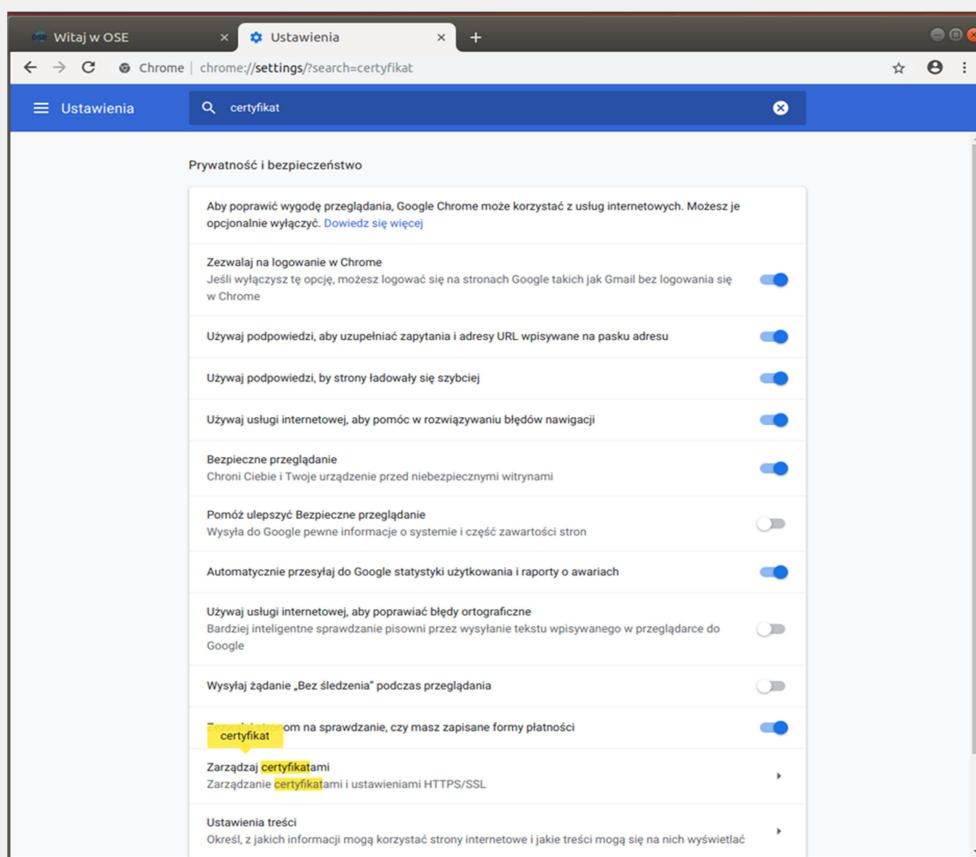 Witaj w OSE
Ustawienia
Chrome | chrome://settings/?search=certyfikat
Ustawienia
certyfikat
Prywatność i bezpieczeństwo
Aby poprawić wygodę przeglądania, Google Chrome może korzystać z usług internetowych. Możesz je
opcjonalnie wyłączyć. Dowiedz się więcej
Zezwalaj na logowanie w Chrome
Jeśli wyłączysz tę opcję, możesz logować się na stronach Google takich jak Gmail bez logowania się
w Chrome
Używaj podpowiedzi, aby uzupełniać zapytania i adresy URL wpisywane na pasku adresu
Używaj podpowiedzi, by strony ładowały się szybciej
Używaj usługi internetowej, aby pomóc w rozwiązywaniu błędów nawigacji
Bezpieczne przeglądanie
Chroni Ciebie i Twoje urządzenie przed niebezpiecznymi witrynami
Pomóż ulepszyć Bezpieczne przeglądanie
Wysyła do Google pewne informacje o systemie i część zawartości stron
Automatycznie przesyłaj do Google statystyki użytkowania i raporty o awariach
Używaj usługi internetowej, aby poprawiać błędy ortograficzne
Bardziej inteligentne sprawdzanie pisowni przez wysyłanie tekstu wpisywanego w przeglądarce do
Google
Wysyłaj żądanie „Bez śledzenia” podczas przeglądania
na sprawdzanie, czy masz zapisane formy płatności
certyfikat
Zarządzaj certyfikatami
Zarządzanie certyfikatami i ustawieniami HTTPS/SSL
Ustawienia treści
Określ, z jakich informacji mogą korzystać strony internetowe i jakie treści mogą się na nich wyświetlać